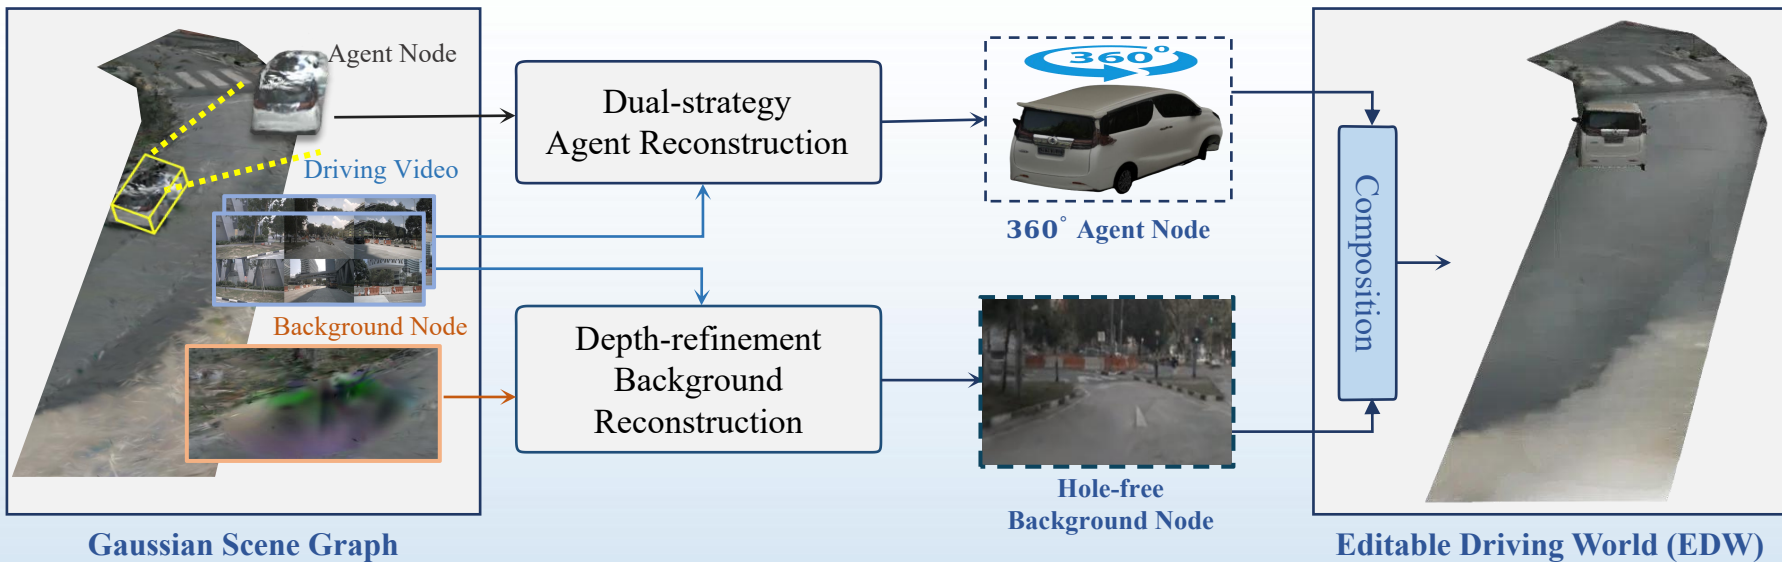 Agent Node
Driving Video
Background Node
Gaussian Scene Graph
Dual-strategy
Agent Reconstruction
Depth-refinement
Background
Reconstruction
360°
360° Agent Node
Hole-free
Background Node
Composition
Editable Driving World (EDW)